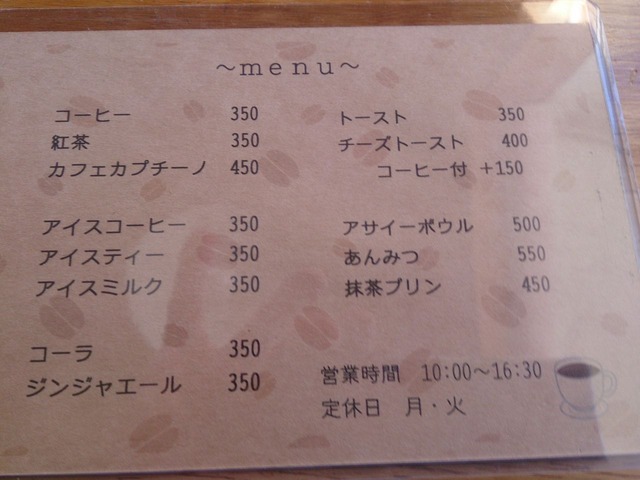 ～menu～
コーヒー 350
紅茶 350
カフェカプチーノ 450
アイスコーヒー 350
アイスティー 350
アイスミルク 350
コーラ 350
ジンジャエール 350
トースト 350
チーズトースト 400
コーヒー付 +150
アサイーボウル 500
あんみつ 550
抹茶プリン 450
営業時間 10:00～16:30
定休日 月・火